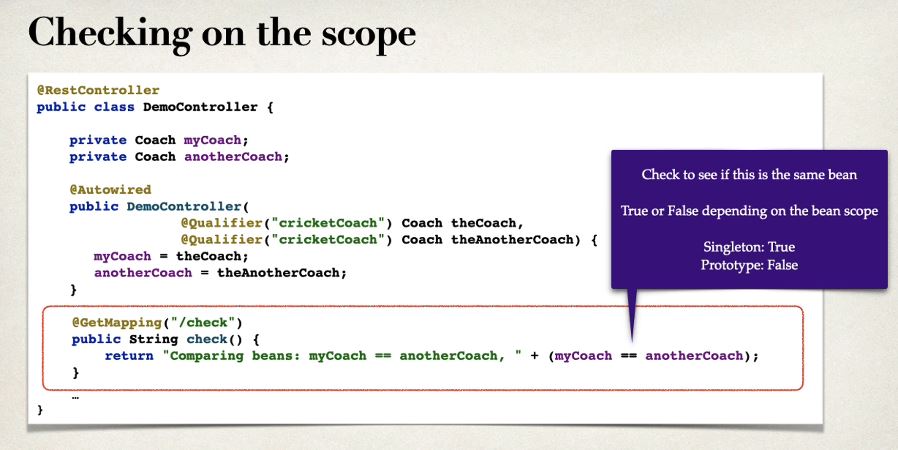 Checking on the scope
@RestController
public class DemoController {
private Coach myCoach;
private Coach anotherCoach;
@Autowired
public DemoController(
@Qualifier("cricketCoach") Coach theCoach,
@Qualifier("cricketCoach") Coach theAnotherCoach) {
myCoach = theCoach;
anotherCoach = theAnotherCoach;
}
@GetMapping("/check")
public String check() {
return "Comparing beans: myCoach == anotherCoach, " + (myCoach == anotherCoach);
}
…
}
Check to see if this is the same bean
True or False depending on the bean scope
Singleton: True
Prototype: False